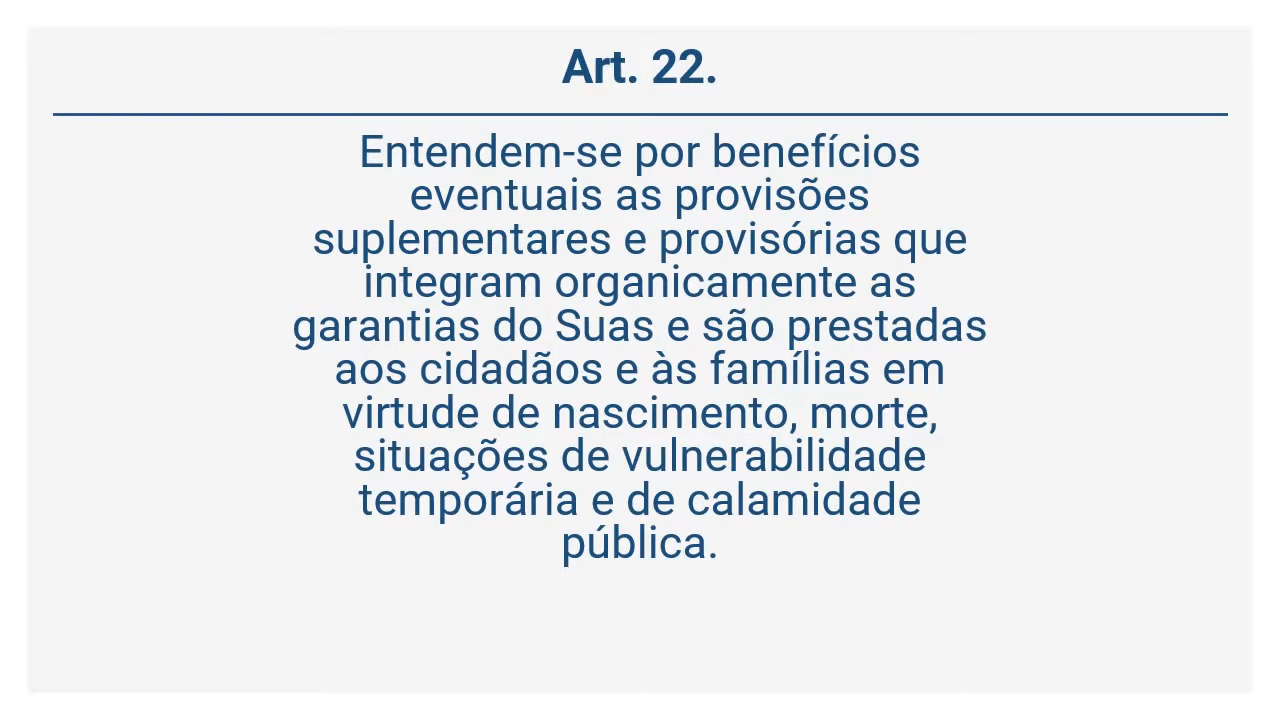 Art. 22.
Entendem-se por benefícios
eventuais as provisões
suplementares e provisórias que
integram organicamente as
garantias do Suas e são prestadas
aos cidadãos e às famílias em
virtude de nascimento, morte,
situações de vulnerabilidade
temporária e de calamidade
pública.